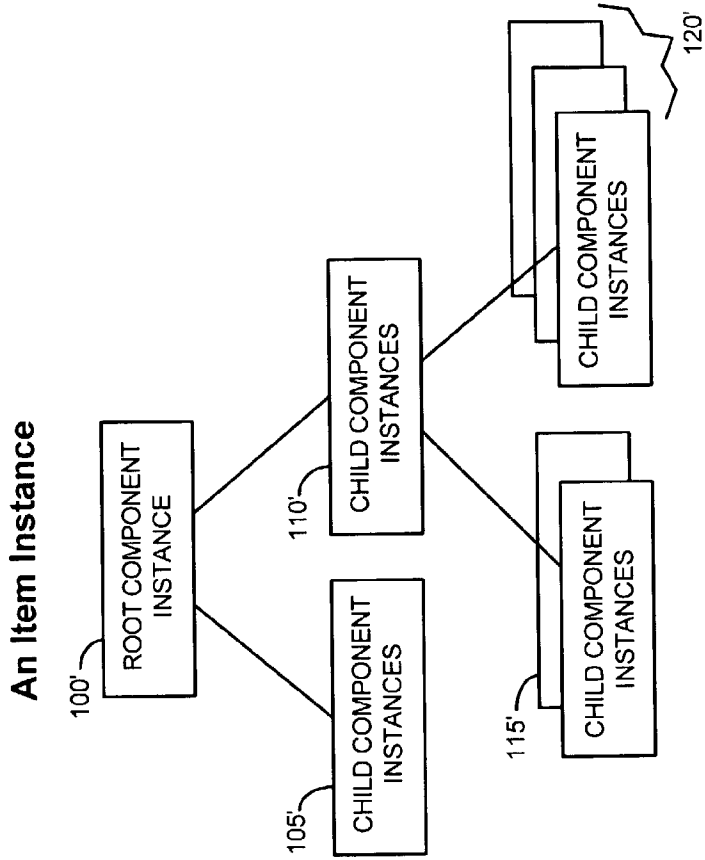 An Item Instance
100'
ROOT COMPONENT
INSTANCE
105'
CHILD COMPONENT
INSTANCES
110'
CHILD COMPONENT
INSTANCES
115'
CHILD COMPONENT
INSTANCES
CHILD COMPONENT
INSTANCES
120'